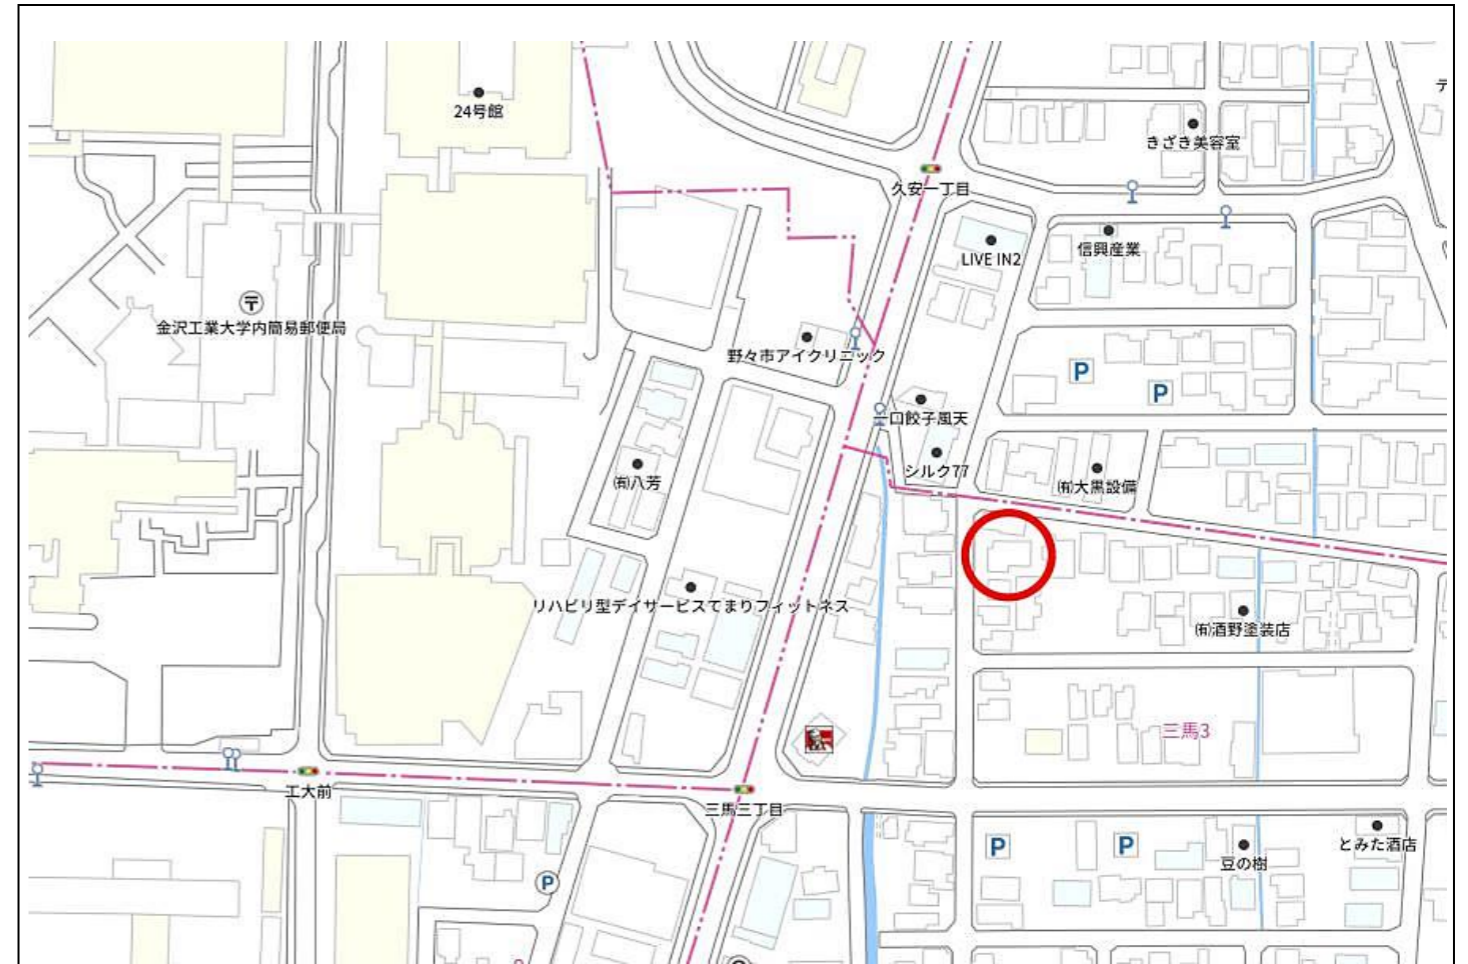 24号館
テ
きざき美容室
久安一丁目
信興産業
LIVE IN2
〒
金沢工業大学内簡易郵便局
野々市アイクリニック
P
P
一口餃子風天
シルク77
㈲八芳
㈲大黒設備
リハビリ型デイサービスてまりフィットネス
㈲酒野塗装店
三馬3
工大前
三馬三丁目
P
P
とみた酒店
豆の樹
P